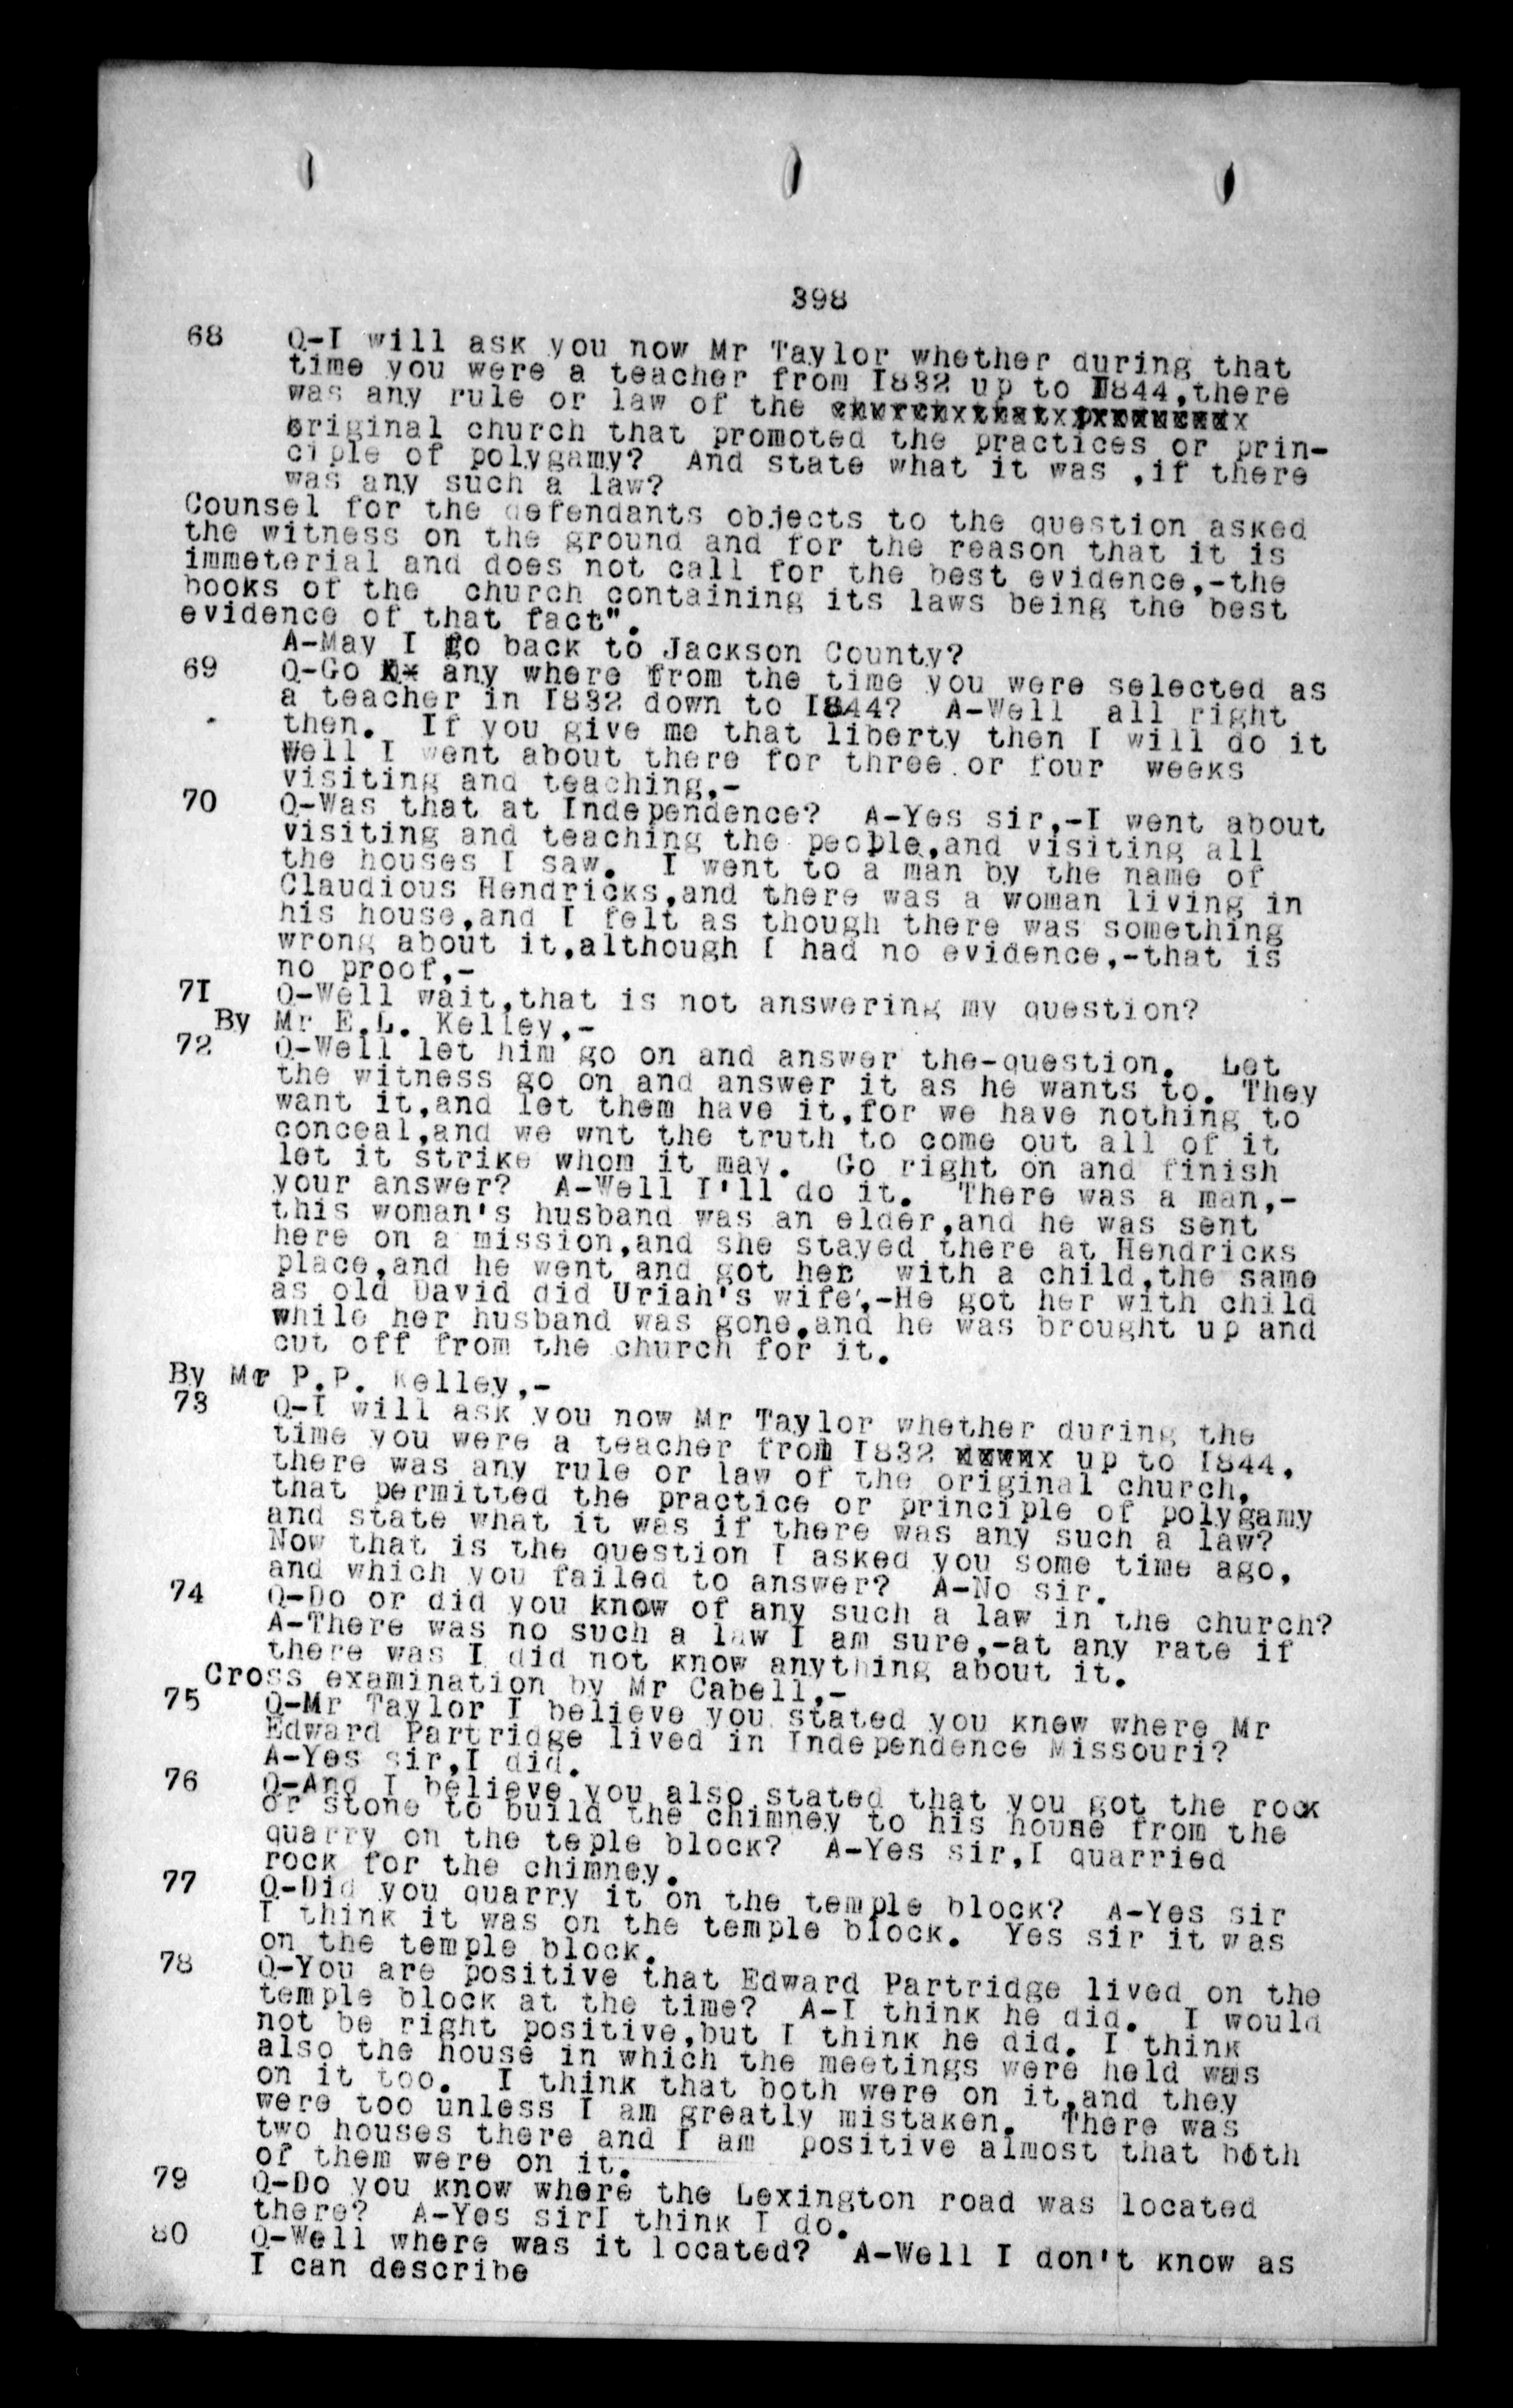 398
68 Q-I will ask you now Mr Taylor whether during that
time you were a teacher from I832 up to I844,there
was any rule or law of the
original church that promoted the practices or prin-
ciple of polygamy? And state what it was ,if there
was any such a law?
Counsel for the defendants objects to the question asked
the witness on the ground and for the reason that it is
immeterial and does not call for the best evidence,-the
books of the church containing its laws being the best
evidence of that fact".
A-May I go back to Jackson County?
69 Q-Go any where from the time you were selected as
a teacher in I832 down to I844? A-Well all right
then. If you give me that liberty then I will do it
Well I went about there for three or four weeks
visiting and teaching,-
70 Q-Was that at Independence? A-Yes sir,-I went about
visiting and teaching the people,and visiting all
the houses I saw. I went to a man by the name of
Claudious Hendricks,and there was a woman living in
his house,and I felt as though there was something
wrong about it,although I had no evidence,-that is
no proof,-
7I Q-Well wait,that is not answering my question?
By Mr E.L. Kelley,-
72 Q-Well let him go on and answer the-question. Let
the witness go on and answer it as he wants to. They
want it,and let them have it,for we have nothing to
conceal,and we wnt the truth to come out all of it
let it strike whom it may. Go right on and finish
your answer? A-Well I'll do it. There was a man,-
this woman's husband was an elder,and he was sent
here on a mission,and she stayed there at Hendricks
place,and he went and got her with a child,the same
as old David did Uriah's wife,-He got her with child
while her husband was gone,and he was brought up and
cut off from the church for it.
By Mr P.P. Kelley,-
73 Q-I will ask you now Mr Taylor whether during the
time you were a teacher from I832 up to I844,
there was any rule or law of the original church,
that permitted the practice or principle of polygamy
and state what it was if there was any such a law?
Now that is the question I asked you some time ago,
and which you failed to answer? A-No sir.
74 Q-Do or did you know of any such a law in the church?
A-There was no such a law I am sure,-at any rate if
there was I did not know anything about it.
Cross examination by Mr Cabell,-
75 Q-Mr Taylor I believe you stated you knew where Mr
Edward Partridge lived in Independence Missouri?
A-Yes sir,I did.
76 Q-And I believe you also stated that you got the rock
or stone to build the chimney to his house from the
quarry on the teple block? A-Yes sir,I quarried
rock for the chimney.
77 Q-Did you quarry it on the temple block? A-Yes sir
I think it was on the temple block. Yes sir it was
on the temple block.
78 Q-You are positive that Edward Partridge lived on the
temple block at the time? A-I think he did. I would
not be right positive,but I think he did. I think
also the house in which the meetings were held was
on it too. I think that both were on it,and they
were too unless I am greatly mistaken. There was
two houses there and I am positive almost that both
of them were on it.
79 Q-Do you know where the Lexington road was located
there? A-Yes sirI think I do.
80 Q-Well where was it located? A-Well I don't know as
I can describe